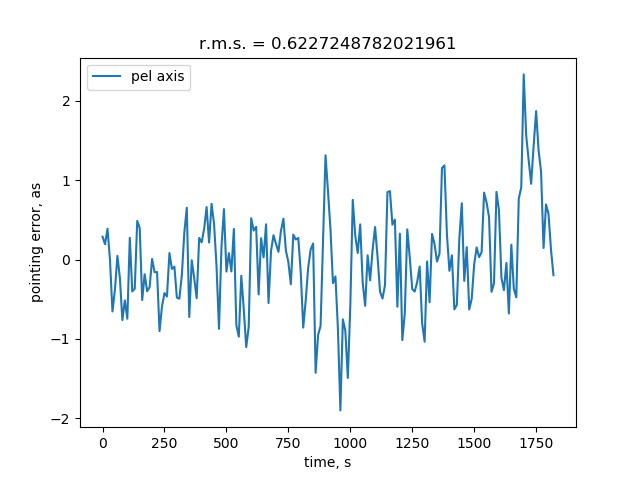 r.m.s. = 0.6227248782021961
pel axis
pointing error, as
2
1
0
−1
−2
0 250 500 750 1000 1250 1500 1750
time, s